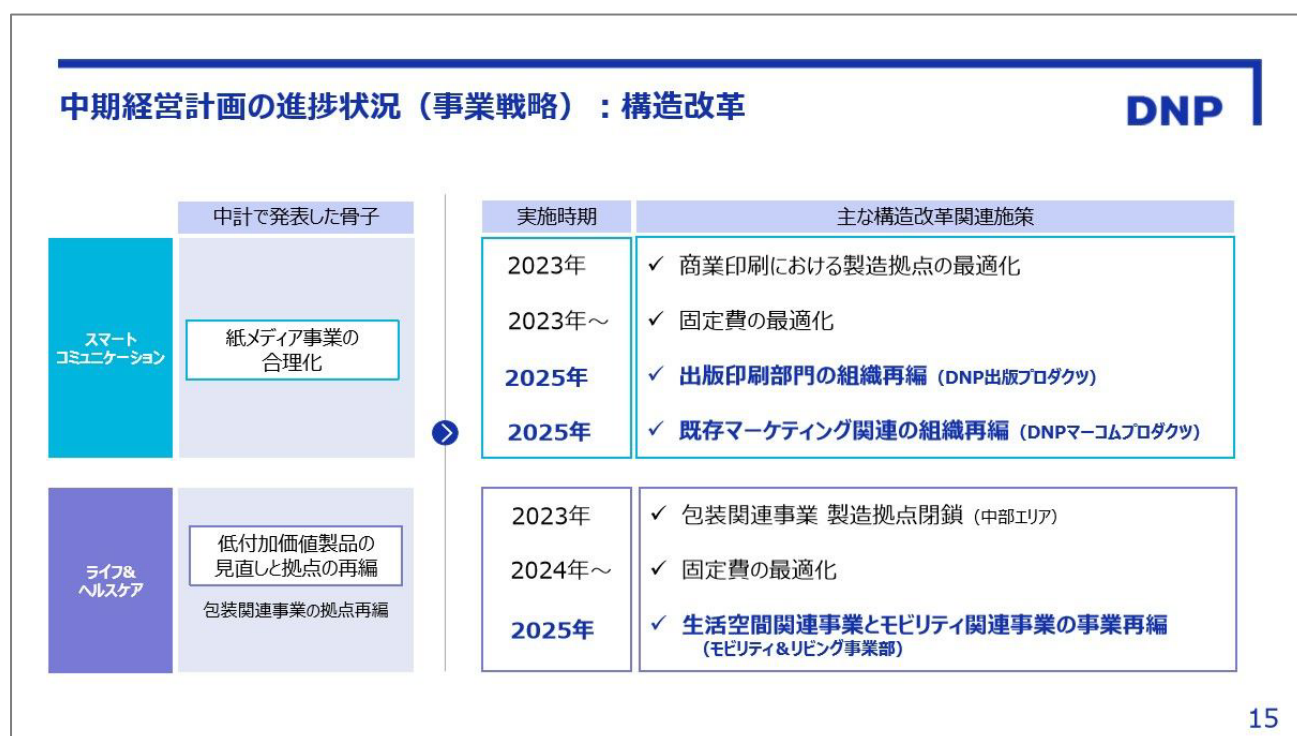 中期経営計画の進捗状況（事業戦略）：構造改革
DNP
中計で発表した骨子
実施時期
主な構造改革関連施策
スマート
コミュニケーション
紙メディア事業の
合理化
2023年
✓ 商業印刷における製造拠点の最適化
2023年～
✓ 固定費の最適化
2025年
✓ 出版印刷部門の組織再編（DNP出版プロダクツ）
2025年
✓ 既存マーケティング関連の組織再編（DNPマーコムプロダクツ）
ライフ&
ヘルスケア
低付加価値製品の
見直しと拠点の再編
包装関連事業の拠点再編
2023年
✓ 包装関連事業 製造拠点閉鎖（中部エリア）
2024年～
✓ 固定費の最適化
2025年
✓ 生活空間関連事業とモビリティ関連事業の事業再編
（モビリティ&リビング事業部）
15